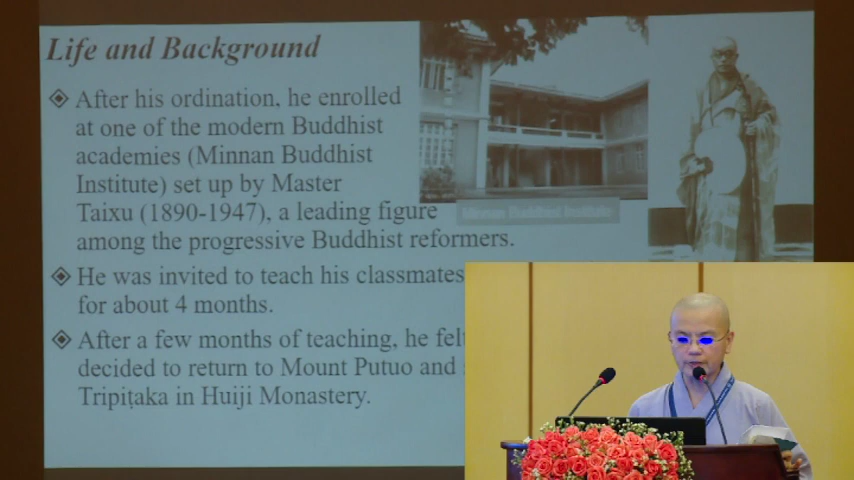 Life and Background
After his ordination, he enrolled
at one of the modern Buddhist
academies (Minnan Buddhist
Institute) set up by Master
Taixu (1890-1947), a leading figure
among the progressive Buddhist reformers.
Minnan Buddhist Institute
He was invited to teach his classmates
for about 4 months.
After a few months of teaching, he felt
decided to return to Mount Putuo and
Tripiṭaka in Huiji Monastery.